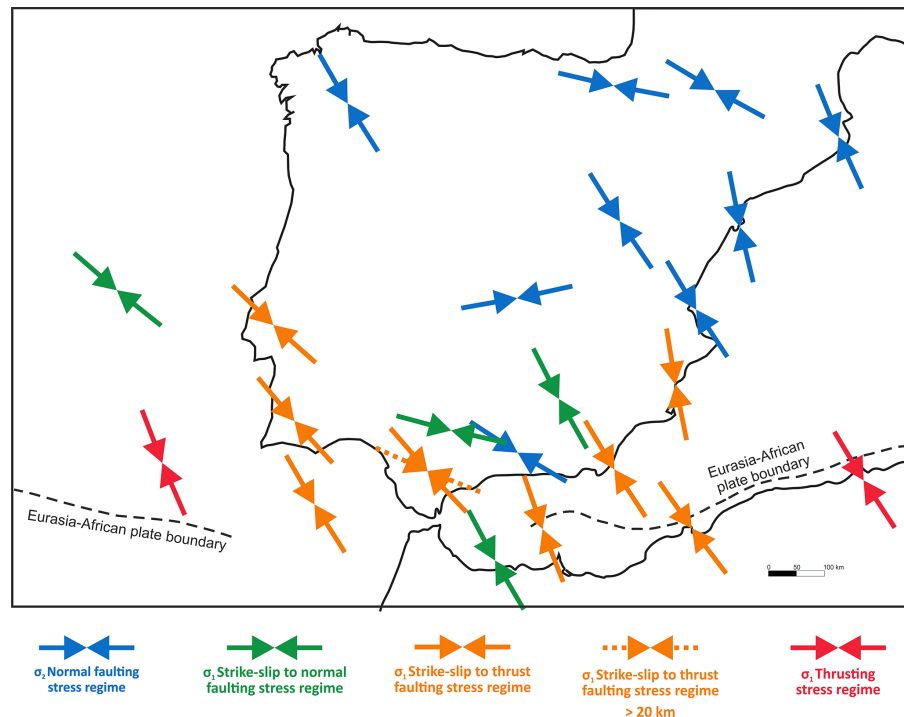 Eurasia-African
plate boundary
Eurasia-African plate boundary
0 50 100 km
σ₂ Normal faulting
stress regime
σ₁ Strike-slip to normal
faulting stress regime
σ₁ Strike-slip to thrust
faulting stress regime
σ₁ Strike-slip to thrust
faulting stress regime
> 20 km
σ₁ Thrusting
stress regime